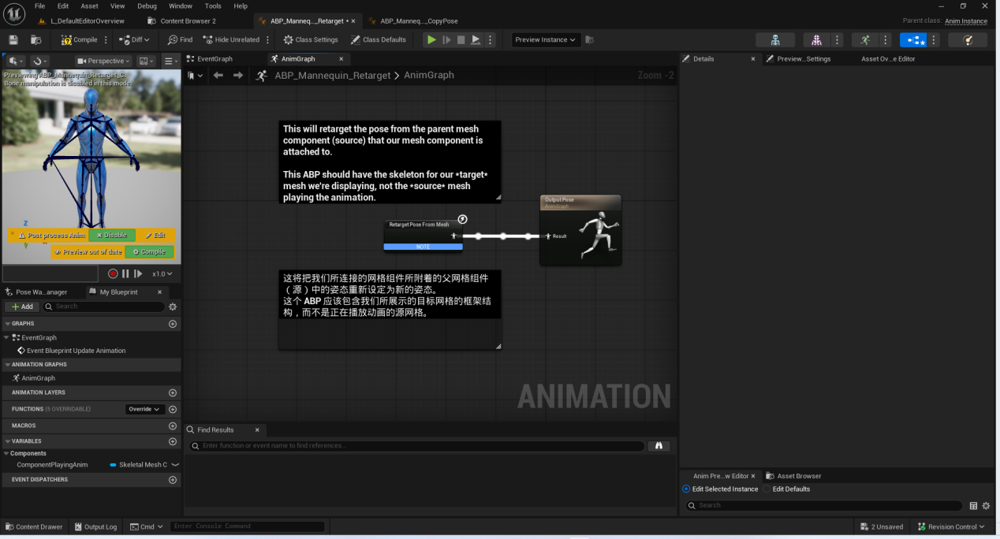 File Edit Asset View Debug Window Tools Help
L_DefaultEditorOverview Content Browser 2 ABP_Manneq..._Retarget • ABP_Manneq..._CopyPose
Parent class: Anim Instance
Compile Diff Find Hide Unrelated Class Settings Class Defaults Preview Instance
Perspective
Previewing ABP_Mannequin_Retarget_C.
Bone manipulation is disabled in this mode.
Z
Y
Post process Anim Disable Edit
Preview out of date Compile
x1.0
Pose Wa...anager My Blueprint
Add Search
GRAPHS
EventGraph
Event Blueprint Update Animation
ANIMATION GRAPHS
AnimGraph
ANIMATION LAYERS
FUNCTIONS (5 OVERRIDABLE) Override
MACROS
VARIABLES
Components
ComponentPlayingAnim Skeletal Mesh C
EVENT DISPATCHERS
EventGraph AnimGraph
ABP_Mannequin_Retarget > AnimGraph Zoom -2
This will retarget the pose from the parent mesh
component (source) that our mesh component is
attached to.
This ABP should have the skeleton for our *target*
mesh we're displaying, not the *source* mesh
playing the animation.
Output Pose
AnimGraph
Result
Retarget Pose From Mesh
NOTE
这将把我们所连接的网格组件所附着的父网格组件
（源）中的姿态重新设定为新的姿态。
这个 ABP 应该包含我们所展示的目标网格的框架结
构，而不是正在播放动画的源网格。
ANIMATION
Find Results
Enter function or event name to find references...
Details Preview...Settings Asset Ov...e Editor
Anim Pre...w Editor Asset Browser
Edit Selected Instance Edit Defaults
Search
Content Drawer Output Log Cmd Enter Console Command 2 Unsaved Revision Control